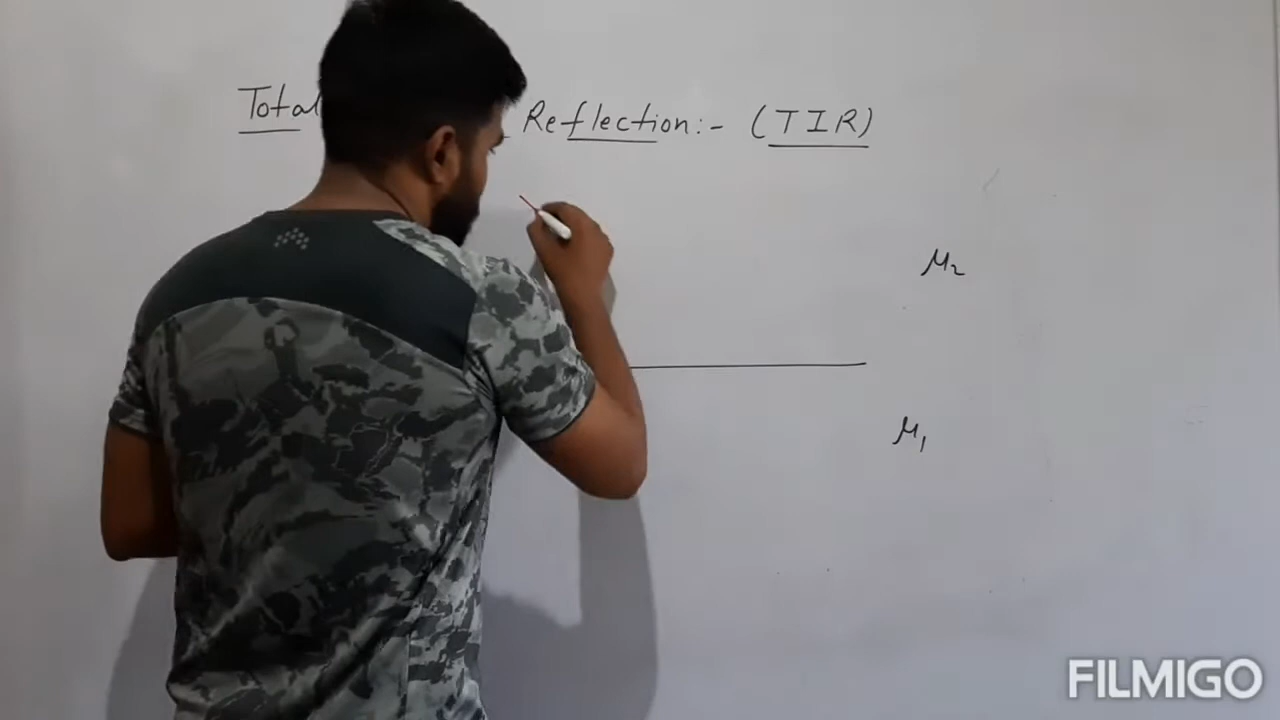 Total Reflection:- (TIR)
μ₂
μ₁
FILMIGO